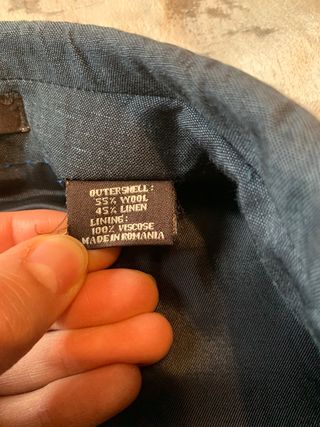 OUTERSHELL:
55% WOOL
45% LINEN
LINING:
100% VISCOSE
MADE IN ROMANIA